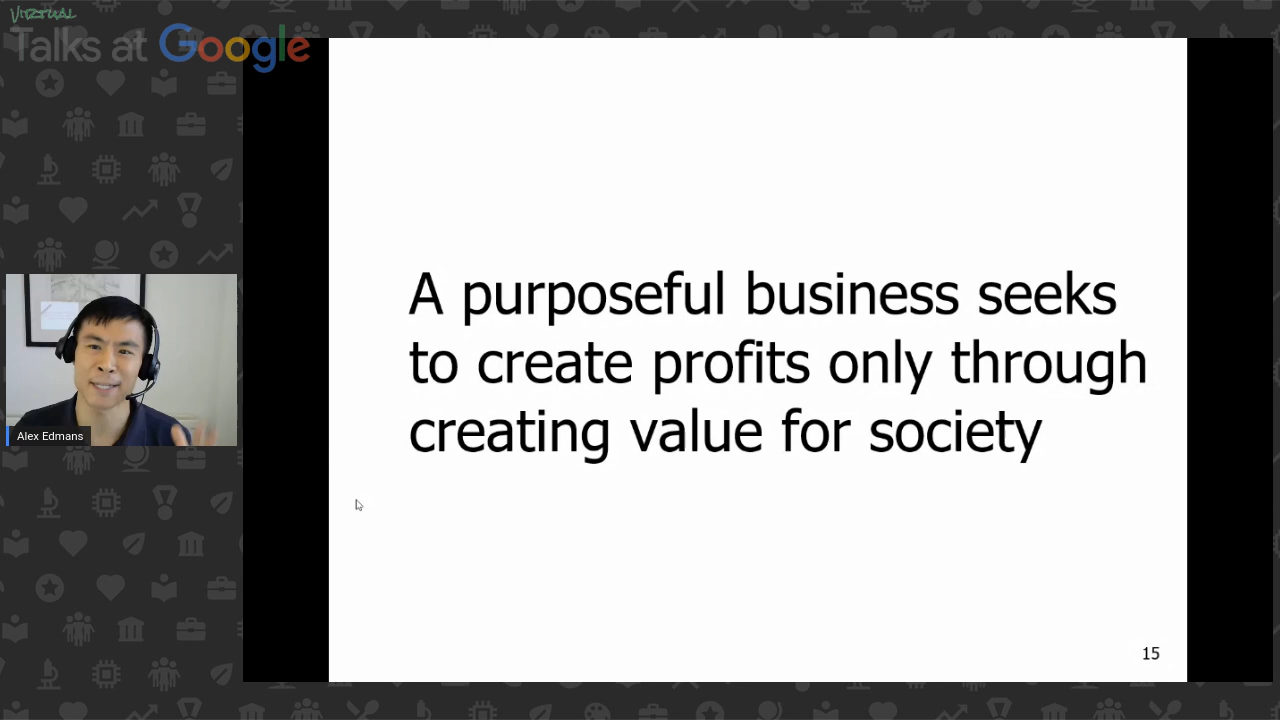 VIRTUAL
Talks at Google
A purposeful business seeks
to create profits only through
creating value for society
Alex Edmans
15